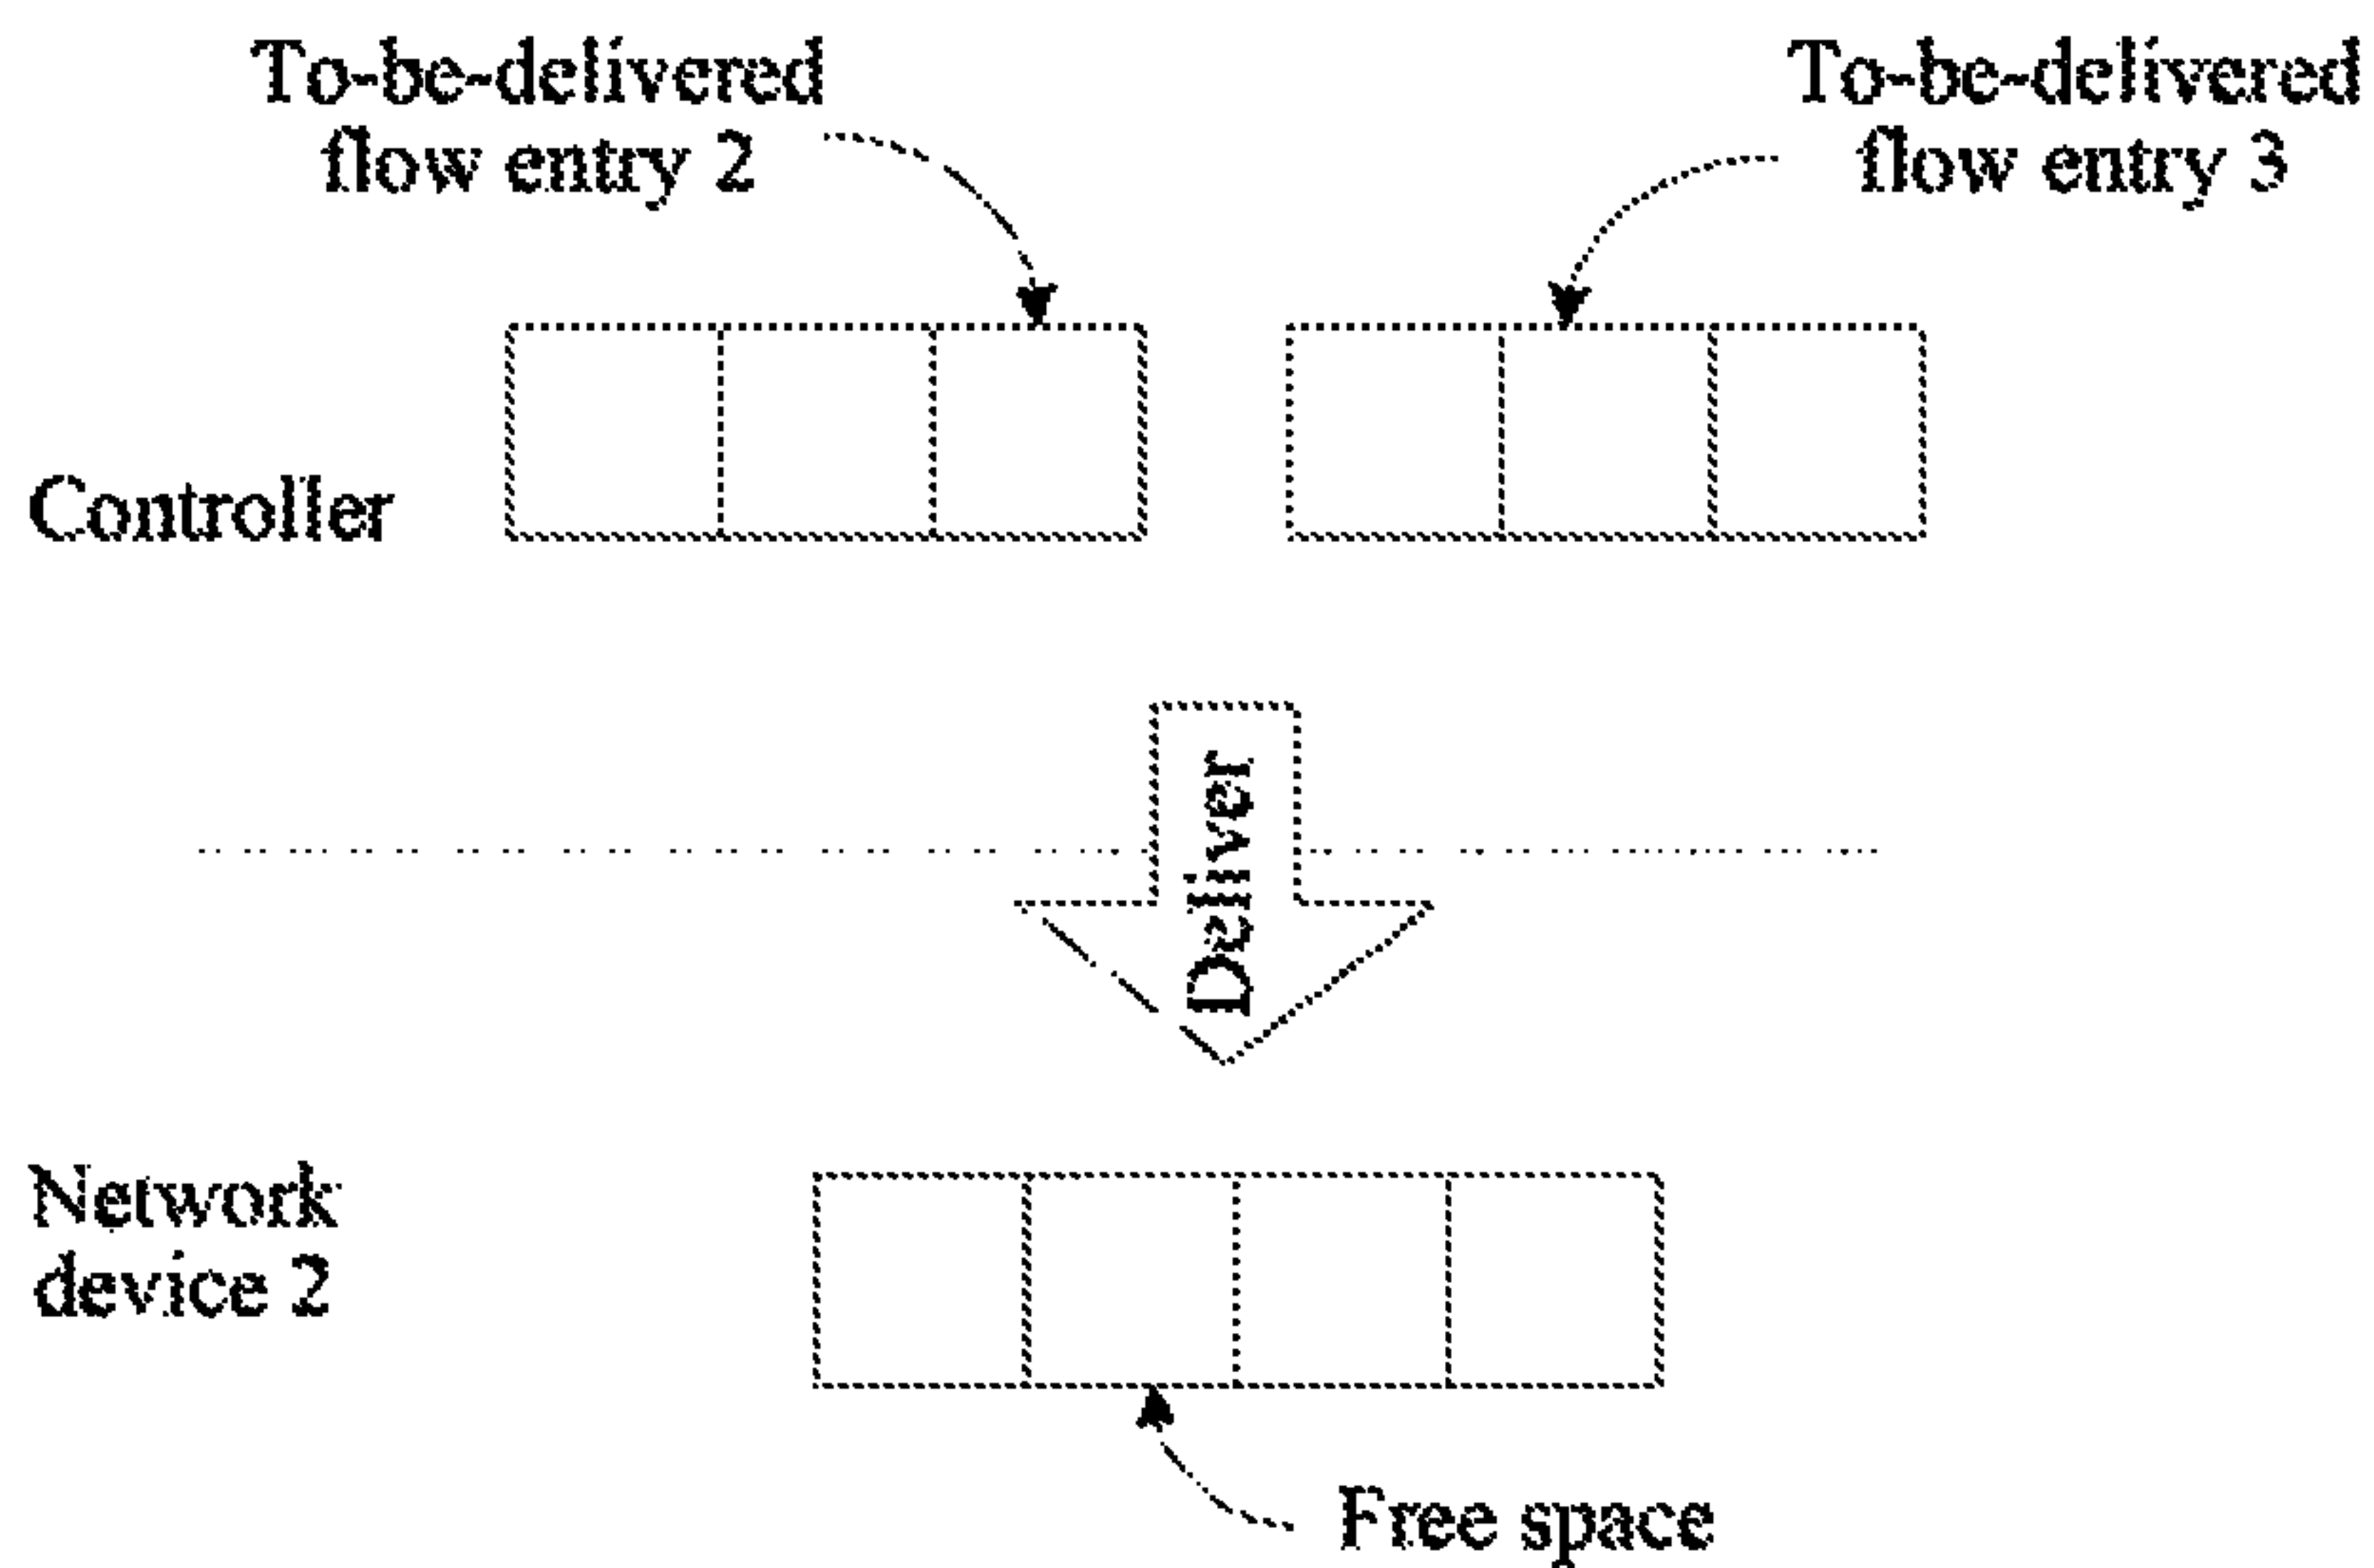 To-be-delivered
flow entry 2
To-be-delivered
flow entry 3
Controller
Deliver
Network
device 2
Free space